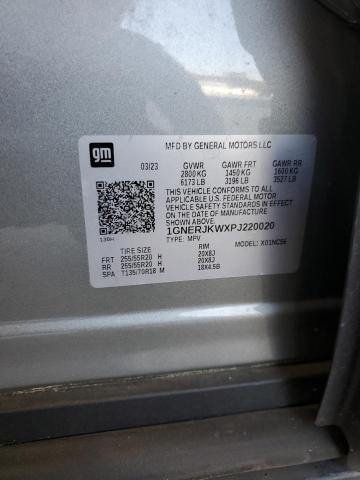 gm
MFD BY GENERAL MOTORS LLC
03/23 GVWR GAWR FRT GAWR RR
2800 KG 1450 KG 1600 KG
6173 LB 3196 LB 3527 LB
THIS VEHICLE CONFORMS TO ALL
APPLICABLE U.S. FEDERAL MOTOR
VEHICLE SAFETY STANDARDS IN
EFFECT ON THE DATE OF
MANUFACTURE SHOWN ABOVE.
1GNERJKWXPJ220020
TYPE: MPV MODEL: X01NC56
TIRE SIZE RIM
FRT 255/55R20 H 20X8J
RR 255/55R20 H 20X8J
SPA T135/70R18 M 18X4.5B